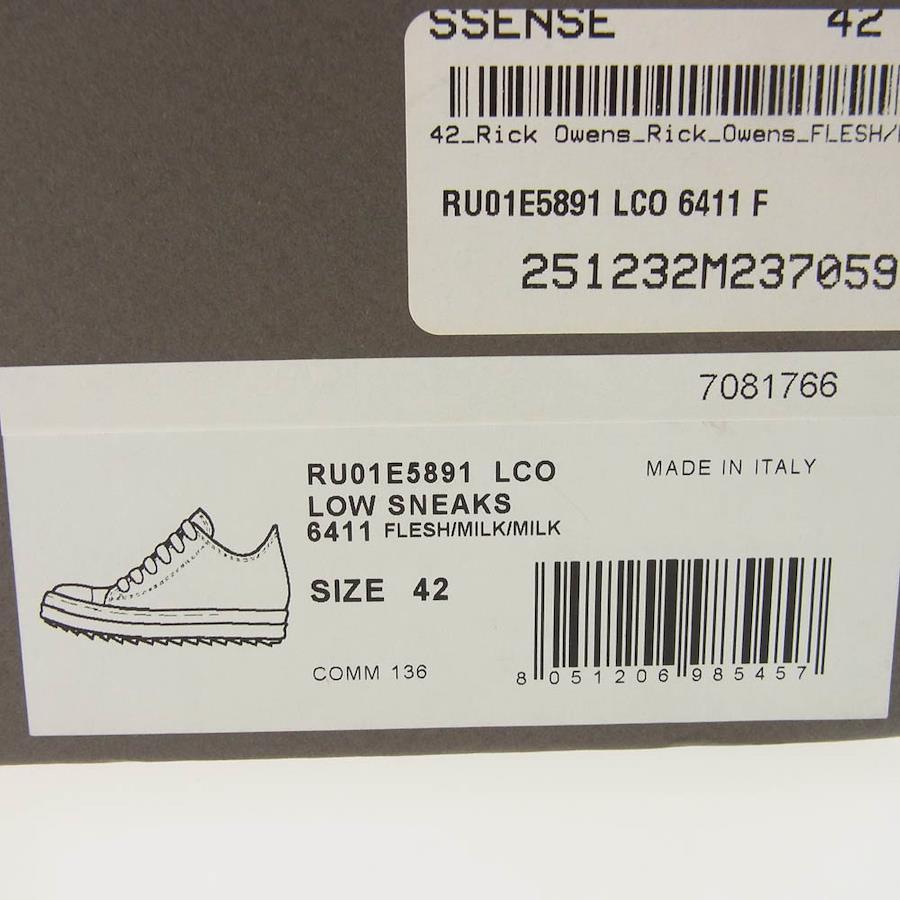 SSENSE 42
42_Rick Owens_Rick_Owens_FLESH/
RU01E5891 LCO 6411 F
251232M237059
7081766
RU01E5891 LCO
MADE IN ITALY
LOW SNEAKS
6411 FLESH/MILK/MILK
SIZE 42
COMM 136
8 051206 985457